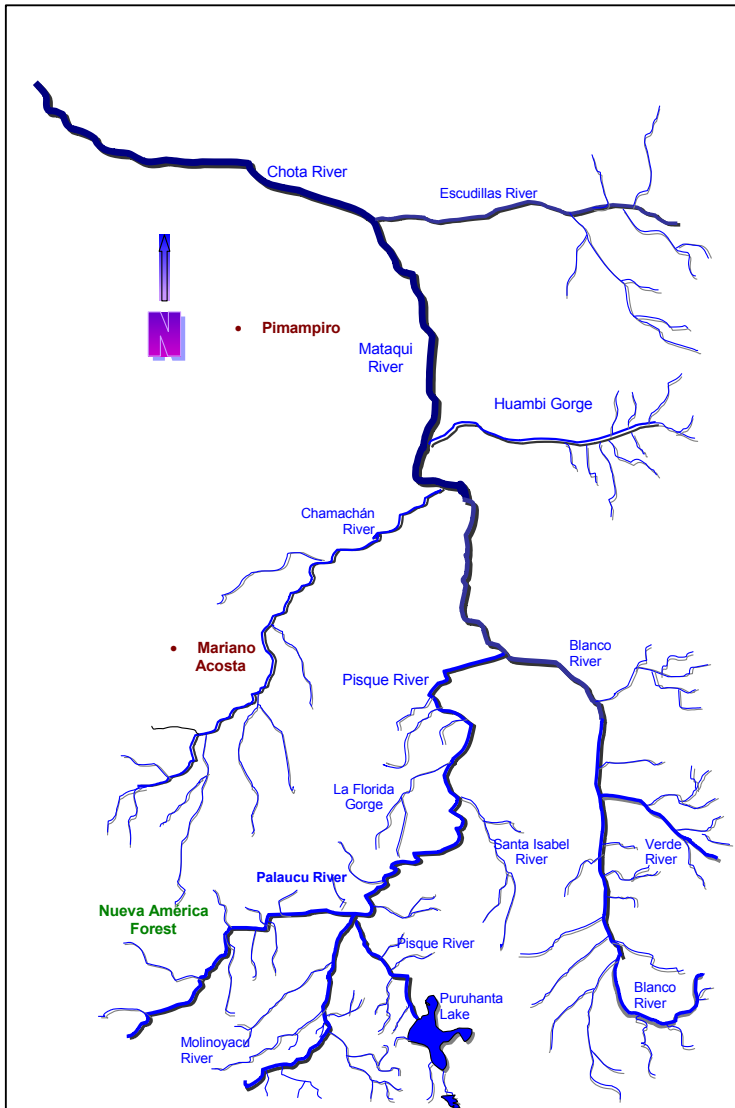 Chota River
Escudillas River
N
Pimampiro
Mataqui
River
Huambi Gorge
Chamachán
River
Mariano
Acosta
Blanco
River
Pisque River
La Florida
Gorge
Santa Isabel
River
Verde
River
Palaucu River
Nueva América
Forest
Pisque River
Blanco
River
Puruhanta
Lake
Molinoyacu
River